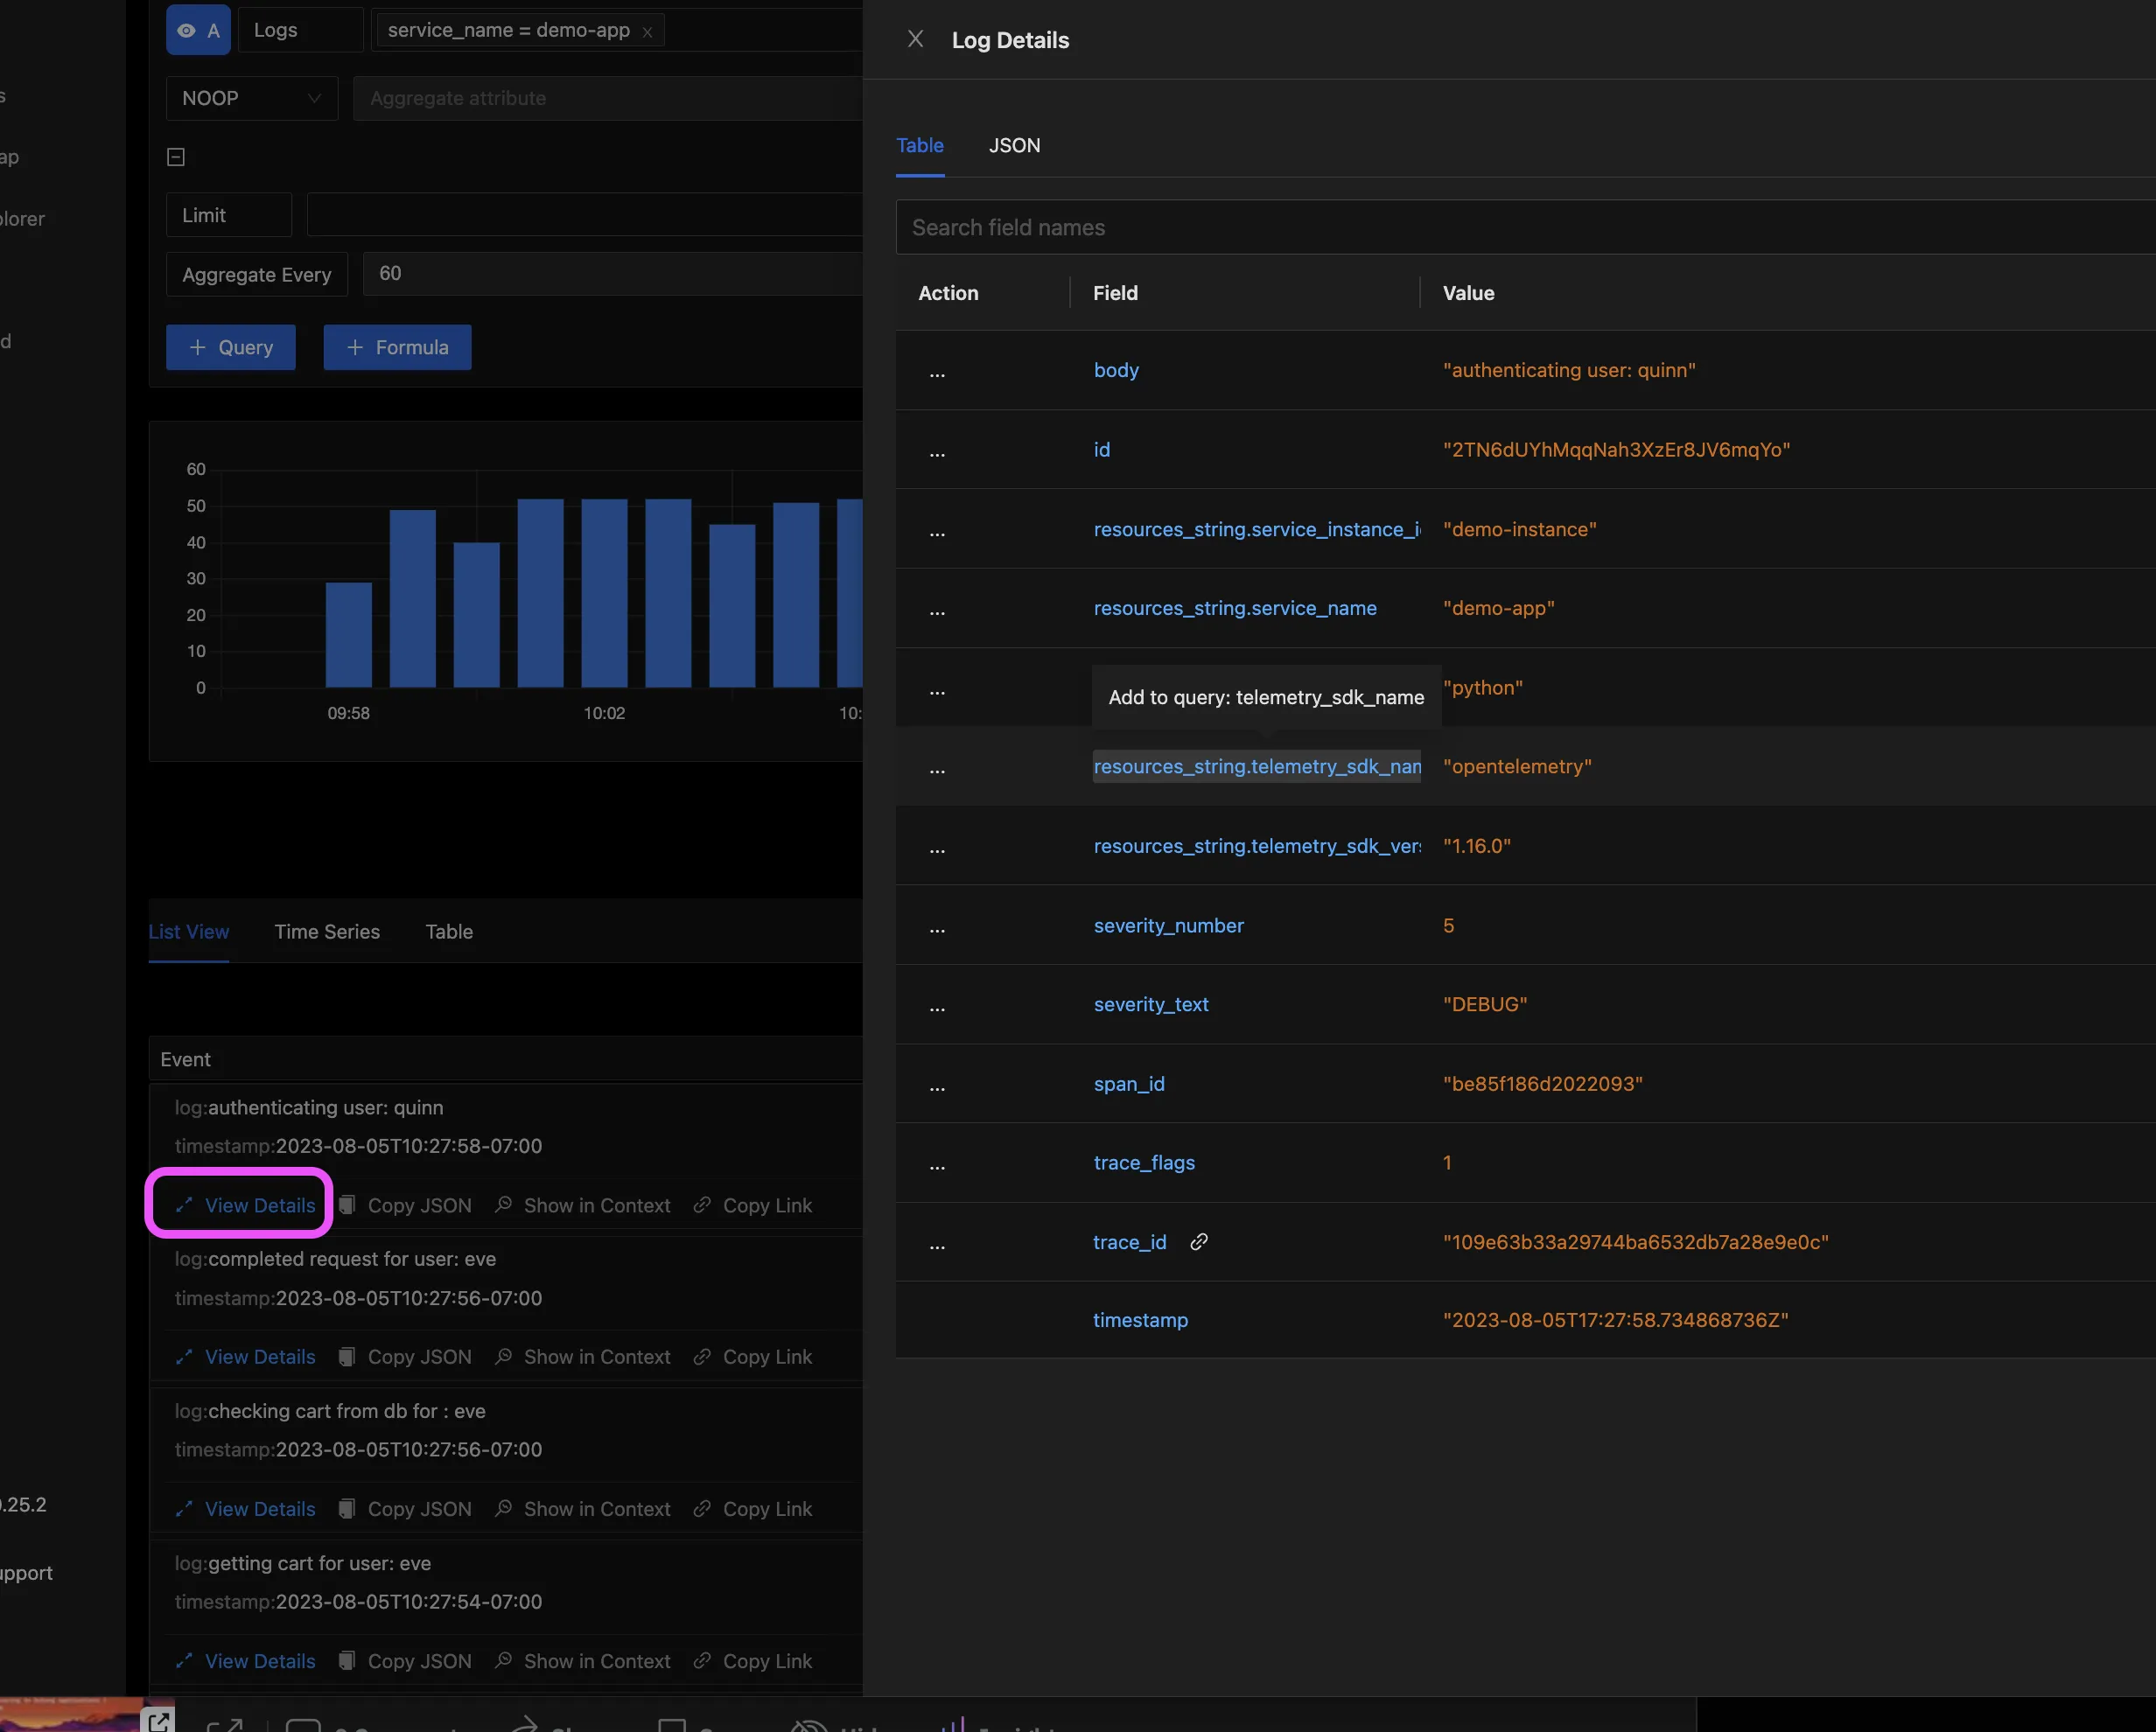 A Logs service_name = demo-app ×
NOOP Aggregate attribute
Limit
Aggregate Every 60
+ Query + Formula
60
50
40
30
20
10
0
09:58 10:02 10:
List View Time Series Table
Event
log:authenticating user: quinn
timestamp:2023-08-05T10:27:58-07:00
View Details Copy JSON Show in Context Copy Link
log:completed request for user: eve
timestamp:2023-08-05T10:27:56-07:00
View Details Copy JSON Show in Context Copy Link
log:checking cart from db for : eve
timestamp:2023-08-05T10:27:56-07:00
View Details Copy JSON Show in Context Copy Link
log:getting cart for user: eve
timestamp:2023-08-05T10:27:54-07:00
View Details Copy JSON Show in Context Copy Link
s
ap
plorer
d
.25.2
upport
Log Details
Table JSON
Search field names
Action Field Value
... body "authenticating user: quinn"
... id "2TN6dUYhMqqNah3XzEr8JV6mqYo"
... resources_string.service_instance_i "demo-instance"
... resources_string.service_name "demo-app"
... "python"
Add to query: telemetry_sdk_name
... resources_string.telemetry_sdk_nam "opentelemetry"
... resources_string.telemetry_sdk_vers "1.16.0"
... severity_number 5
... severity_text "DEBUG"
... span_id "be85f186d2022093"
... trace_flags 1
... trace_id "109e63b33a29744ba6532db7a28e9e0c"
timestamp "2023-08-05T17:27:58.734868736Z"